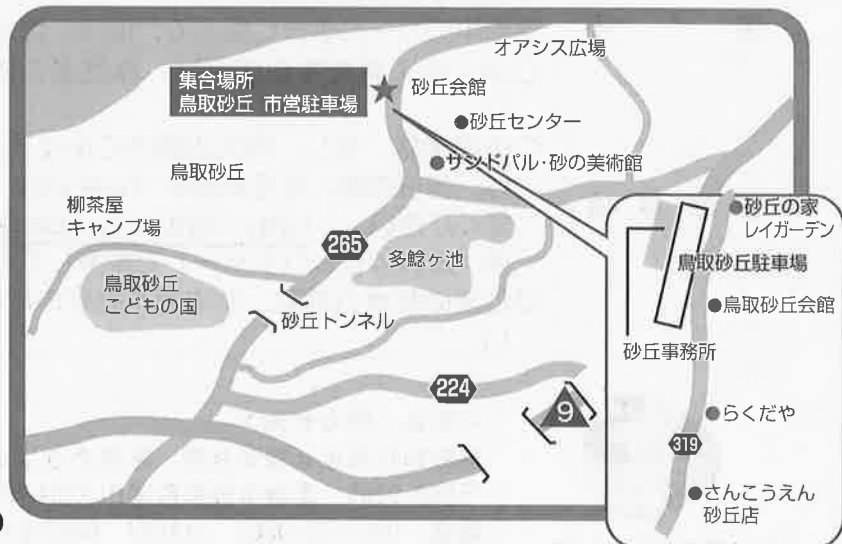 オアシス広場
集合場所
鳥取砂丘 市営駐車場
砂丘会館
砂丘センター
サンドパル・砂の美術館
鳥取砂丘
柳茶屋
キャンプ場
265
多鯰ヶ池
鳥取砂丘
こどもの国
砂丘トンネル
224
9
砂丘の家
レイガーデン
鳥取砂丘駐車場
鳥取砂丘会館
砂丘事務所
らくだや
319
さんこうえん
砂丘店